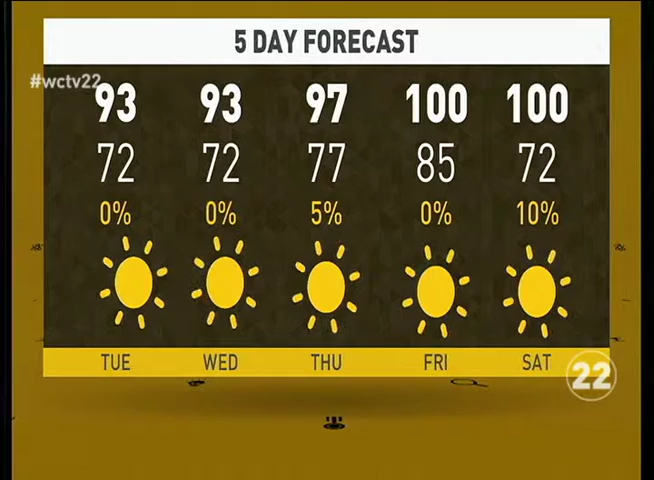 5 DAY FORECAST
#wctv22
93 93 97 100 100
72 72 77 85 72
0% 0% 5% 0% 10%
TUE WED THU FRI SAT
22